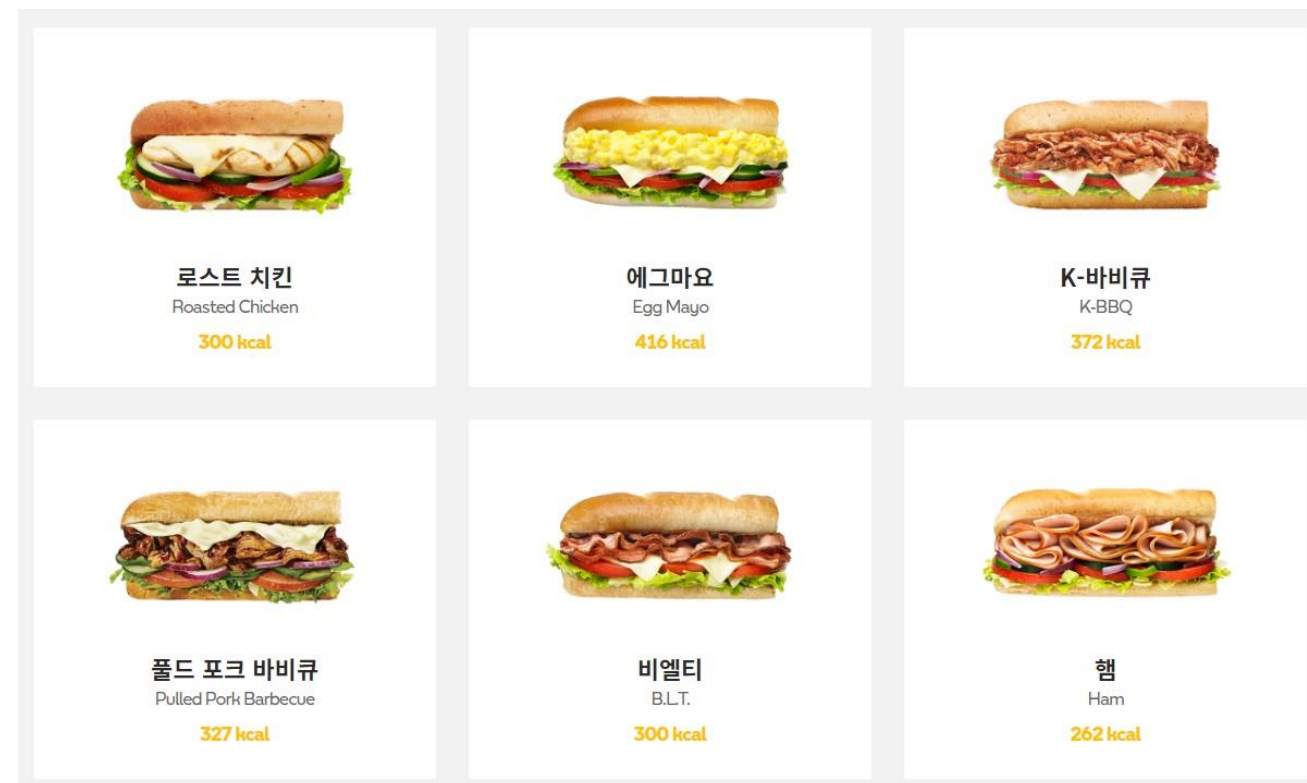 로스트 치킨
Roasted Chicken
300 kcal
에그마요
Egg Mayo
416 kcal
K-바비큐
K-BBQ
372 kcal
풀드 포크 바비큐
Pulled Pork Barbecue
327 kcal
비엘티
B.L.T.
300 kcal
햄
Ham
262 kcal